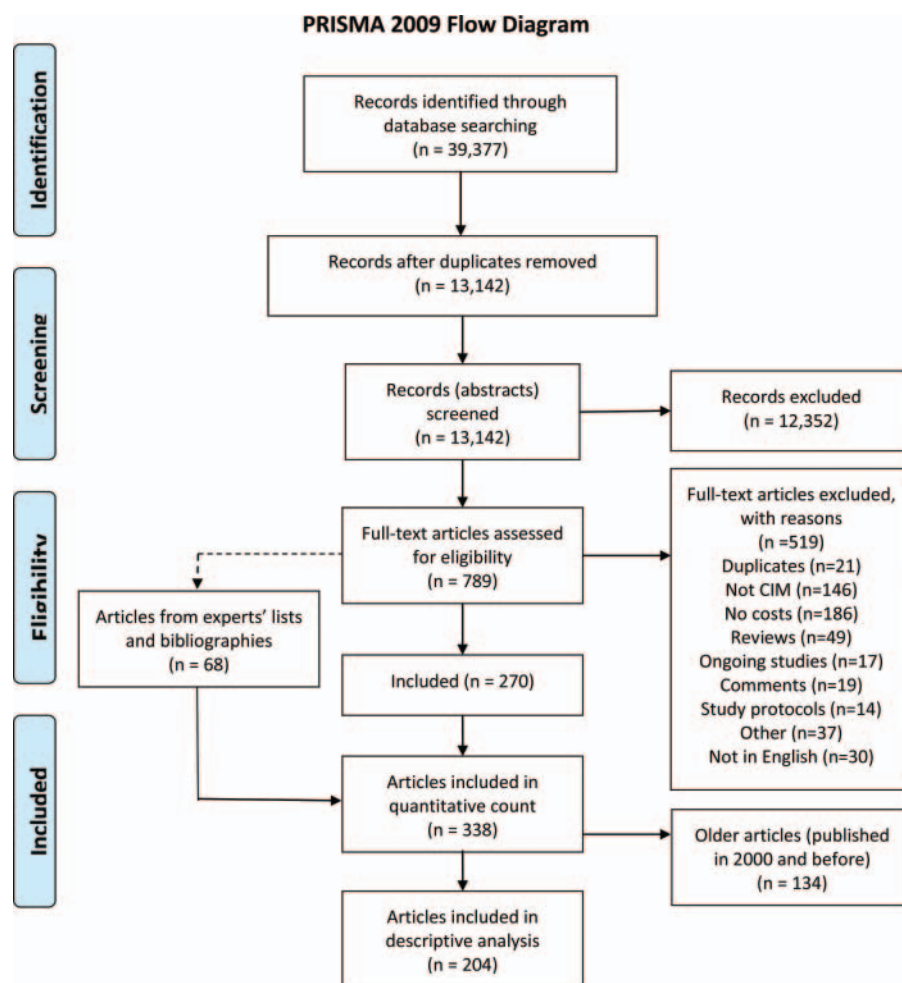 PRISMA 2009 Flow Diagram
Identification
Records identified through
database searching
(n = 39,377)
Records after duplicates removed
(n = 13,142)
Screening
Records (abstracts)
screened
(n = 13,142)
Records excluded
(n = 12,352)
Eligibility
Full-text articles assessed
for eligibility
(n = 789)
Full-text articles excluded,
with reasons
(n =519)
Duplicates (n=21)
Not CIM (n=146)
No costs (n=186)
Reviews (n=49)
Ongoing studies (n=17)
Comments (n=19)
Study protocols (n=14)
Other (n=37)
Not in English (n=30)
Articles from experts' lists
and bibliographies
(n = 68)
Included (n = 270)
Included
Articles included in
quantitative count
(n = 338)
Older articles (published
in 2000 and before)
(n = 134)
Articles included in
descriptive analysis
(n = 204)